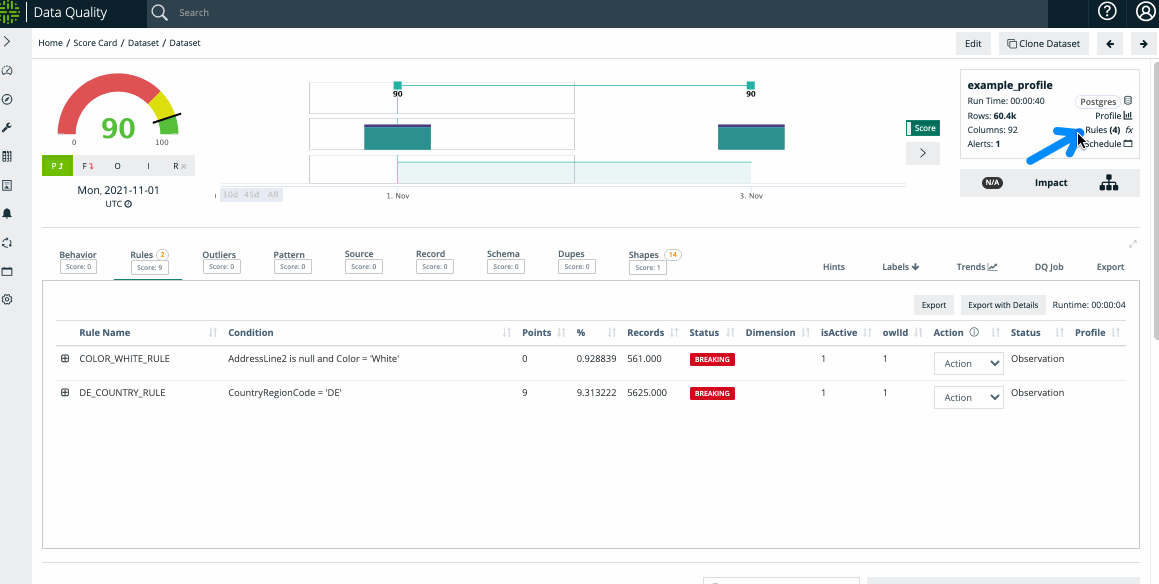 Data Quality
Search
Home / Score Card / Dataset / Dataset
Edit
Clone Dataset
90
0
100
P
F
O
I
R
Mon, 2021-11-01
UTC
90
90
10d 45d All
1. Nov
3. Nov
Score
example_profile
Run Time: 00:00:40
Postgres
Rows: 60.4k
Profile
Columns: 92
Rules (4) fx
Alerts: 1
Schedule
N/A
Impact
Behavior
Score: 0
Rules 2
Score: 9
Outliers
Score: 0
Pattern
Score: 0
Source
Score: 0
Record
Score: 0
Schema
Score: 0
Dupes
Score: 0
Shapes 14
Score: 1
Hints
Labels
Trends
DQ Job
Export
Export
Export with Details
Runtime: 00:00:04
Rule Name Condition Points % Records Status Dimension isActive owlId Action Status Profile
COLOR_WHITE_RULE AddressLine2 is null and Color = 'White' 0 0.928839 561.000 BREAKING 1 1 Action Observation
DE_COUNTRY_RULE CountryRegionCode = 'DE' 9 9.313222 5625.000 BREAKING 1 1 Action Observation